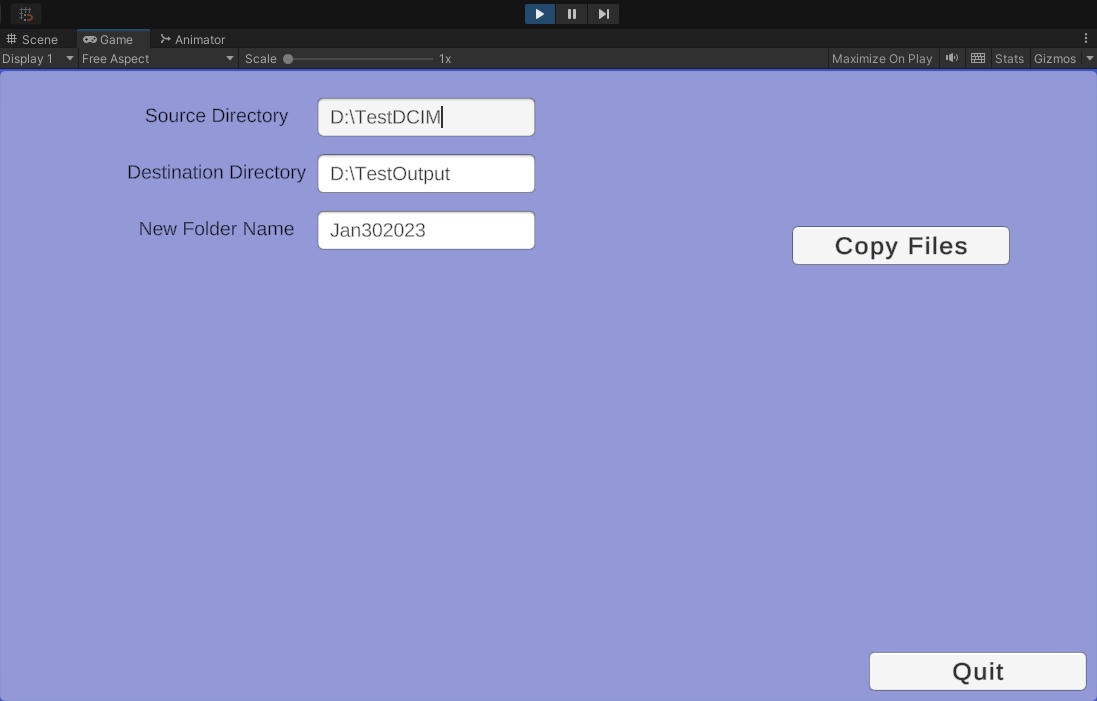 Scene Game Animator
Display 1 Free Aspect Scale 1x Maximize On Play Stats Gizmos
Source Directory D:\TestDCIM
Destination Directory D:\TestOutput
New Folder Name Jan302023
Copy Files
Quit